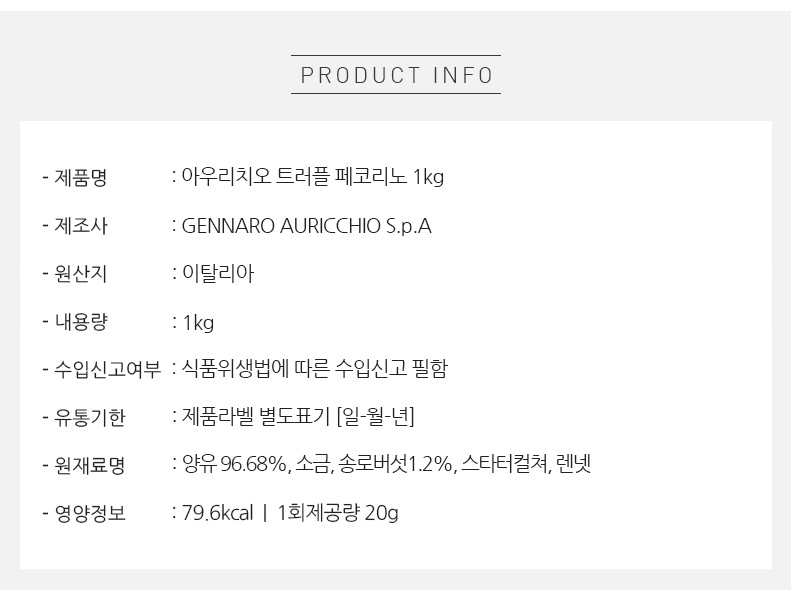 PRODUCT INFO
- 제품명 : 아우리치오 트러플 페코리노 1kg
- 제조사 : GENNARO AURICCHIO S.p.A
- 원산지 : 이탈리아
- 내용량 : 1kg
- 수입신고여부 : 식품위생법에 따른 수입신고 필함
- 유통기한 : 제품라벨 별도표기 [일-월-년]
- 원재료명 : 양유 96.68%, 소금, 송로버섯1.2%, 스타터컬쳐, 렌넷
- 영양정보 : 79.6kcal | 1회제공량 20g